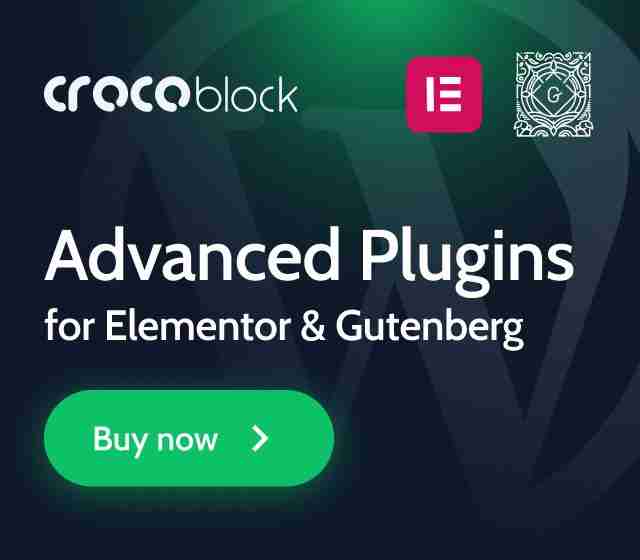 crocoblock
G
Advanced Plugins
for Elementor & Gutenberg
Buy now